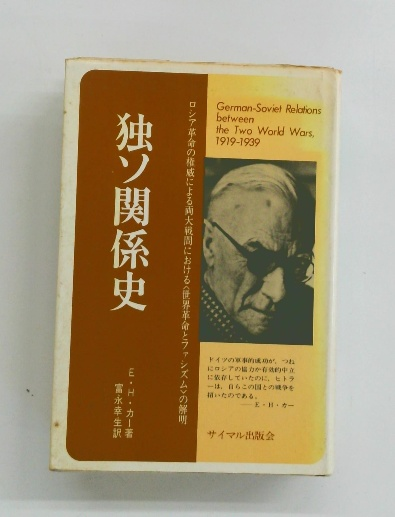 独ソ関係史
ロシア革命の権威による両大戦間における〈世界革命とファシズム〉の解明
E・H・カー著
富永幸生訳
German-Soviet Relations
between
the Two World Wars,
1919-1939
ドイツの軍事的成功が、つね
にロシアの協力か有効的中立
に依存していたのに、ヒトラ
ーは、自らこの国との戦争を
招いたのである。
——E・H・カー
サイマル出版会